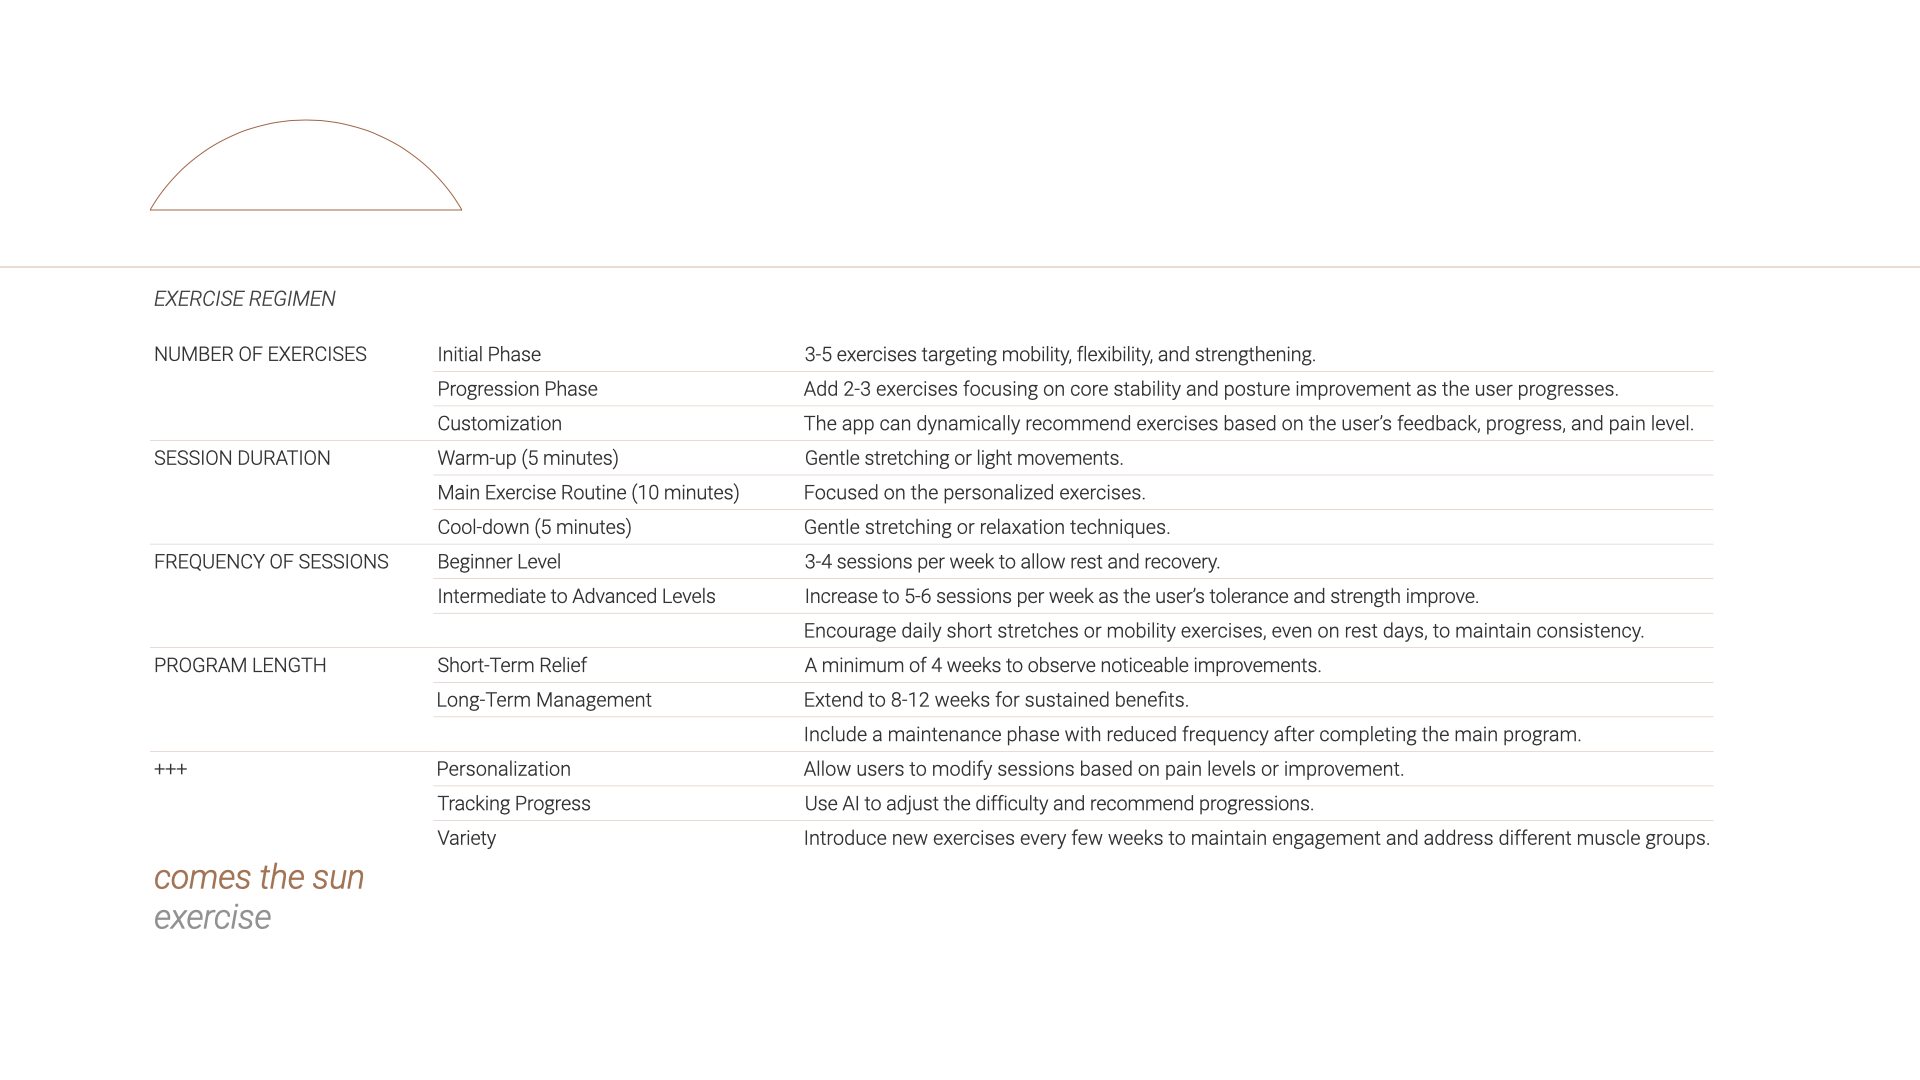 EXERCISE REGIMEN
NUMBER OF EXERCISES Initial Phase 3-5 exercises targeting mobility, flexibility, and strengthening.
Progression Phase Add 2-3 exercises focusing on core stability and posture improvement as the user progresses.
Customization The app can dynamically recommend exercises based on the user’s feedback, progress, and pain level.
SESSION DURATION Warm-up (5 minutes) Gentle stretching or light movements.
Main Exercise Routine (10 minutes) Focused on the personalized exercises.
Cool-down (5 minutes) Gentle stretching or relaxation techniques.
FREQUENCY OF SESSIONS Beginner Level 3-4 sessions per week to allow rest and recovery.
Intermediate to Advanced Levels Increase to 5-6 sessions per week as the user’s tolerance and strength improve.
Encourage daily short stretches or mobility exercises, even on rest days, to maintain consistency.
PROGRAM LENGTH Short-Term Relief A minimum of 4 weeks to observe noticeable improvements.
Long-Term Management Extend to 8-12 weeks for sustained benefits.
Include a maintenance phase with reduced frequency after completing the main program.
+++ Personalization Allow users to modify sessions based on pain levels or improvement.
Tracking Progress Use AI to adjust the difficulty and recommend progressions.
Variety Introduce new exercises every few weeks to maintain engagement and address different muscle groups.
comes the sun
exercise